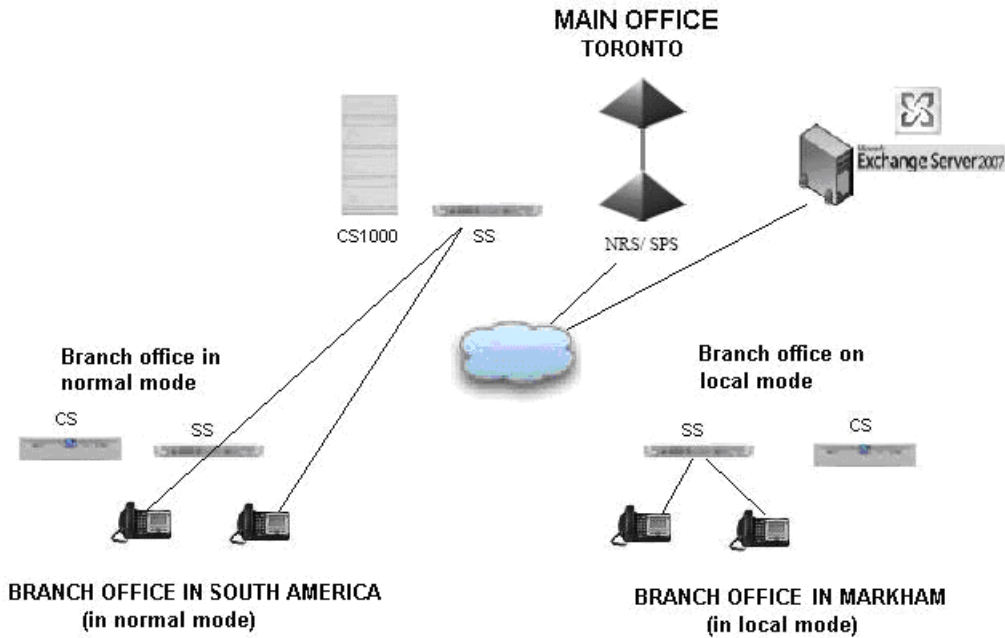 MAIN OFFICE
TORONTO
Microsoft
Exchange Server 2007
CS1000
SS
NRS/ SPS
Branch office in
normal mode
Branch office on
local mode
CS
SS
SS
CS
BRANCH OFFICE IN SOUTH AMERICA
(in normal mode)
BRANCH OFFICE IN MARKHAM
(in local mode)